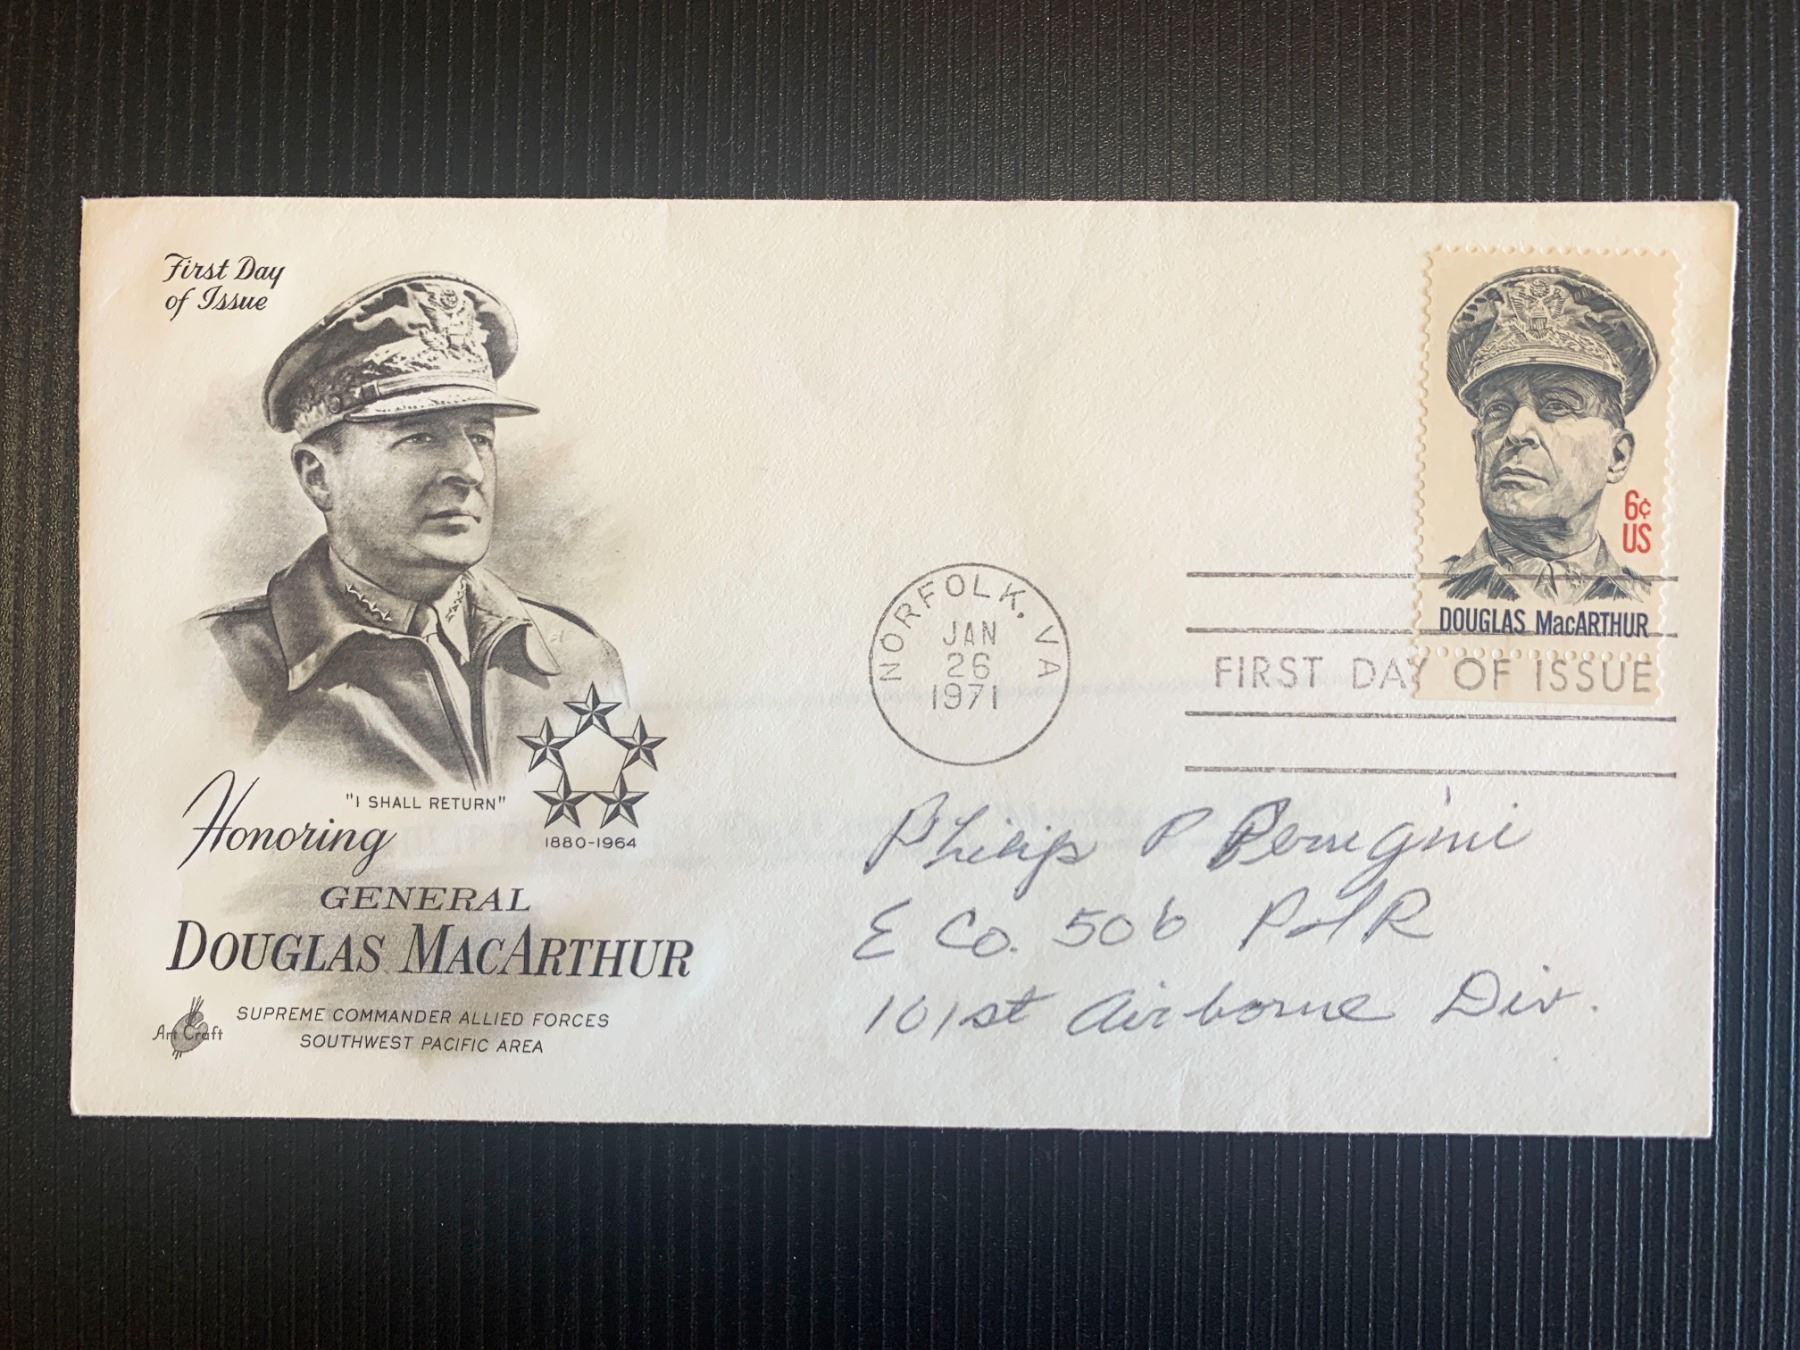 First Day
of Issue
6¢
US
DOUGLAS MacARTHUR
NORFOLK, VA
JAN
26
1971
FIRST DAY OF ISSUE
"I SHALL RETURN"
1880-1964
Honoring
GENERAL
DOUGLAS MACARTHUR
SUPREME COMMANDER ALLIED FORCES
SOUTHWEST PACIFIC AREA
Art Craft
Philip P Perugini
E Co. 506 PIR
101st Airborne Div.